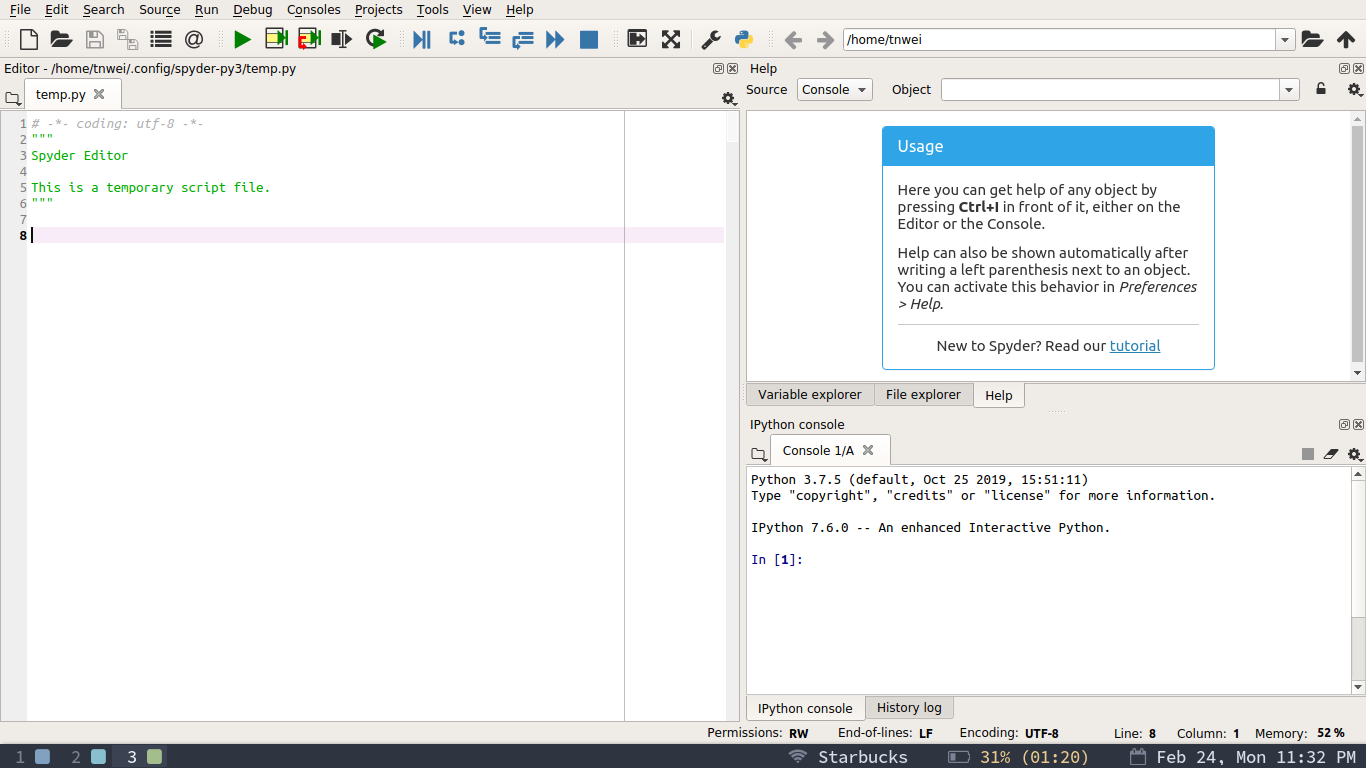 File Edit Search Source Run Debug Consoles Projects Tools View Help
/home/tnwei
Editor - /home/tnwei/.config/spyder-py3/temp.py
temp.py
1 # -*- coding: utf-8 -*-
2 """
3 Spyder Editor
4
5 This is a temporary script file.
6 """
7
8
Help
Source Console Object
Usage
Here you can get help of any object by
pressing Ctrl+I in front of it, either on the
Editor or the Console.
Help can also be shown automatically after
writing a left parenthesis next to an object.
You can activate this behavior in Preferences
> Help.
New to Spyder? Read our tutorial
Variable explorer File explorer Help
IPython console
Console 1/A
Python 3.7.5 (default, Oct 25 2019, 15:51:11)
Type "copyright", "credits" or "license" for more information.
IPython 7.6.0 -- An enhanced Interactive Python.
In [1]:
IPython console History log
Permissions: RW End-of-lines: LF Encoding: UTF-8 Line: 8 Column: 1 Memory: 52 %
1 2 3 Starbucks 31% (01:20) Feb 24, Mon 11:32 PM